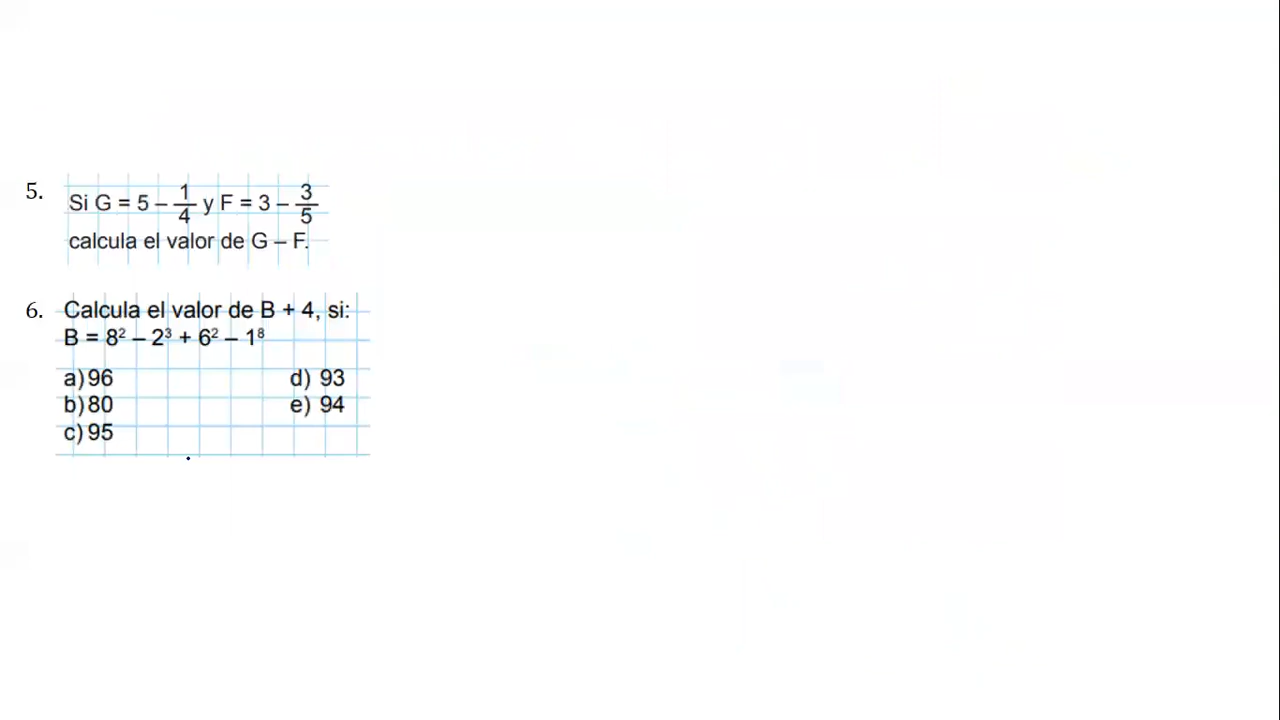 5. Si G = 5 – 1/4 y F = 3 – 3/5
calcula el valor de G – F.
6. Calcula el valor de B + 4, si:
B = 8² – 2³ + 6² – 1⁸
a) 96 d) 93
b) 80 e) 94
c) 95